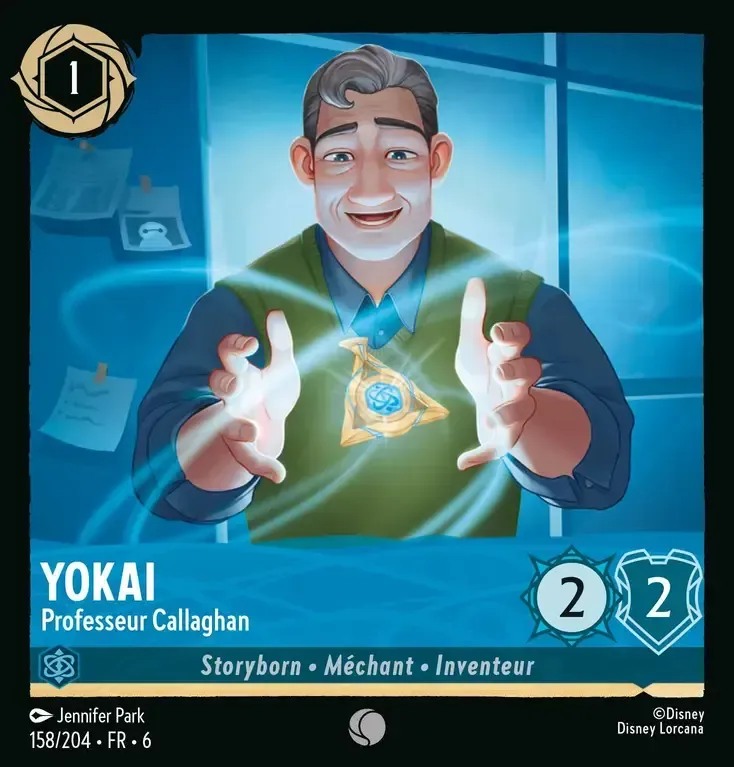 1
YOKAI
Professeur Callaghan
2
2
Storyborn • Méchant • Inventeur
Jennifer Park
©Disney
158/204 • FR • 6
Disney Lorcana